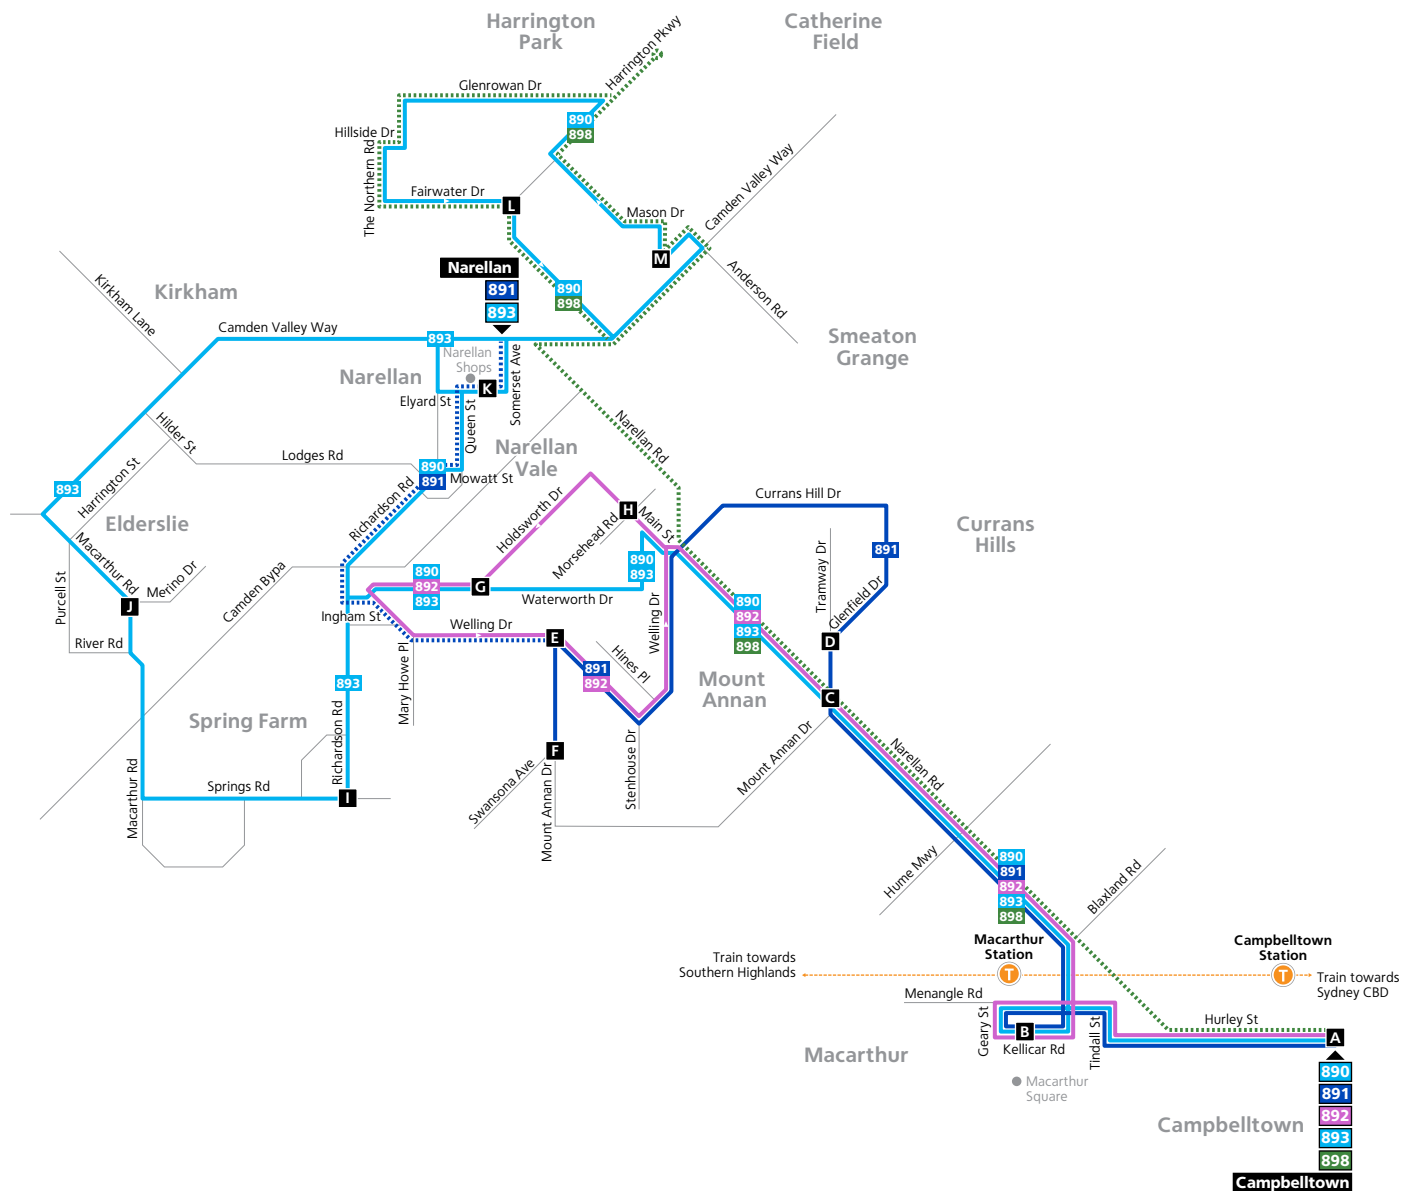 Harrington
Park
Catherine
Field
Harrington Pkwy
Glenrowan Dr
890
898
Hillside Dr
The Northern Rd
Fairwater Dr
L
Mason Dr
M
Camden Valley Way
Anderson Rd
Narellan
891
893
890
898
Kirkham
Kirkham Lane
Camden Valley Way
893
Narellan
Shops
Smeaton
Grange
Narellan
K
Elyard St
Queen St
Somerset Ave
Narellan Rd
Hilder St
Lodges Rd
Harrington St
Narellan
Vale
890
891
Mowatt St
893
Richardson Rd
Holdsworth Dr
H
Main St
Morsehead Rd
Currans Hill Dr
891
Currans
Hills
Elderslie
Macarthur Rd
Merino Dr
Purcell St
J
River Rd
Camden Bypa
890
892
893
G
Waterworth Dr
890
893
Tramway Dr
Glenfield Dr
D
890
892
893
898
Ingham St
Welling Dr
E
891
892
Hines Pl
Welling Dr
Mary Howe Pl
893
Mount
Annan
C
Spring Farm
Richardson Rd
Macarthur Rd
Springs Rd
I
F
Swansona Ave
Mount Annan Dr
Stenhouse Dr
Mount Annan Dr
Narellan Rd
Hume Mwy
890
891
892
893
898
Blaxland Rd
Macarthur
Station
T
Campbelltown
Station
T
Train towards
Southern Highlands
Train towards
Sydney CBD
Menangle Rd
Geary St
B
Kellicar Rd
Tindall St
Hurley St
A
Macarthur
Macarthur
Square
890
891
892
893
898
Campbelltown
Campbelltown